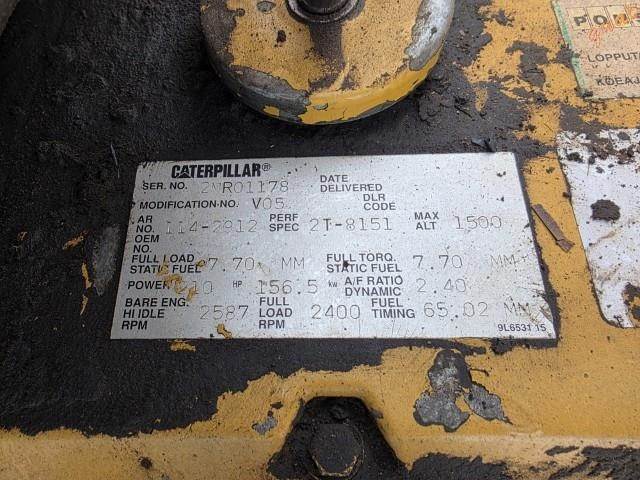 CATERPILLAR®
SER. NO. DATE DELIVERED
MODIFICATION NO. V05 DLR CODE
AR NO. 114-2912 PERF SPEC 2T-8151 MAX ALT 1500
OEM NO.
FULL LOAD STATIC FUEL 7.70 MM FULL TORQ. STATIC FUEL 7.70 MM
POWER 210 HP 156.5 kw A/F RATIO DYNAMIC 2.40
BARE ENG. HI IDLE RPM 2587 FULL LOAD RPM 2400 FUEL TIMING 65.02 MM
LOPPUT
KOEAJ